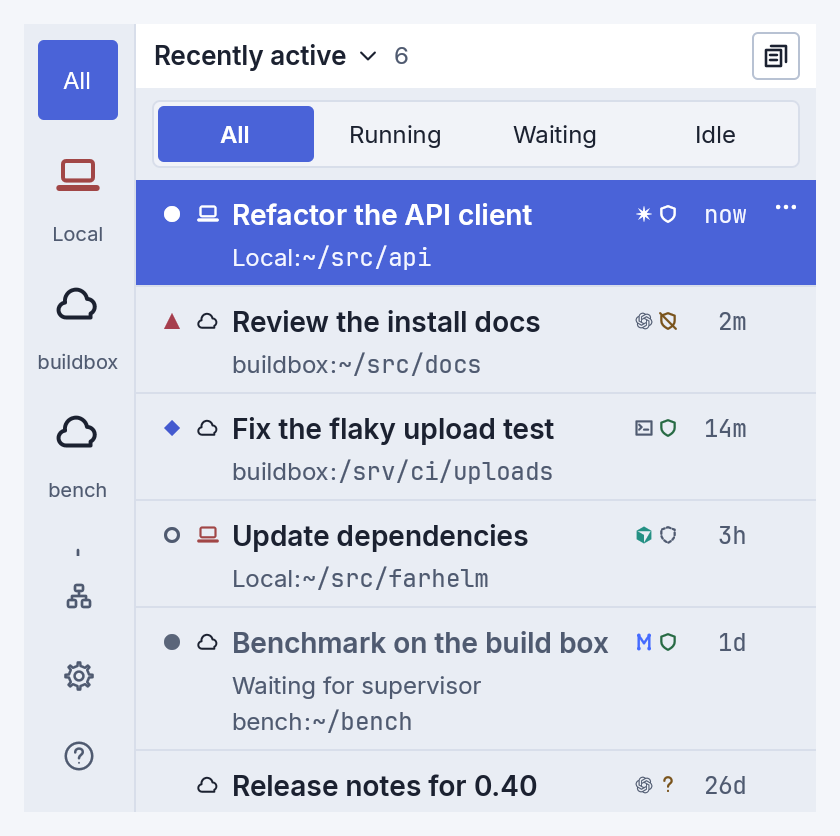 All
Local
buildbox
bench
Recently active 6
All Running Waiting Idle
Refactor the API client now
Local:~/src/api
Review the install docs 2m
buildbox:~/src/docs
Fix the flaky upload test 14m
buildbox:/srv/ci/uploads
Update dependencies 3h
Local:~/src/farhelm
Benchmark on the build box 1d
Waiting for supervisor
bench:~/bench
Release notes for 0.40 ? 26d